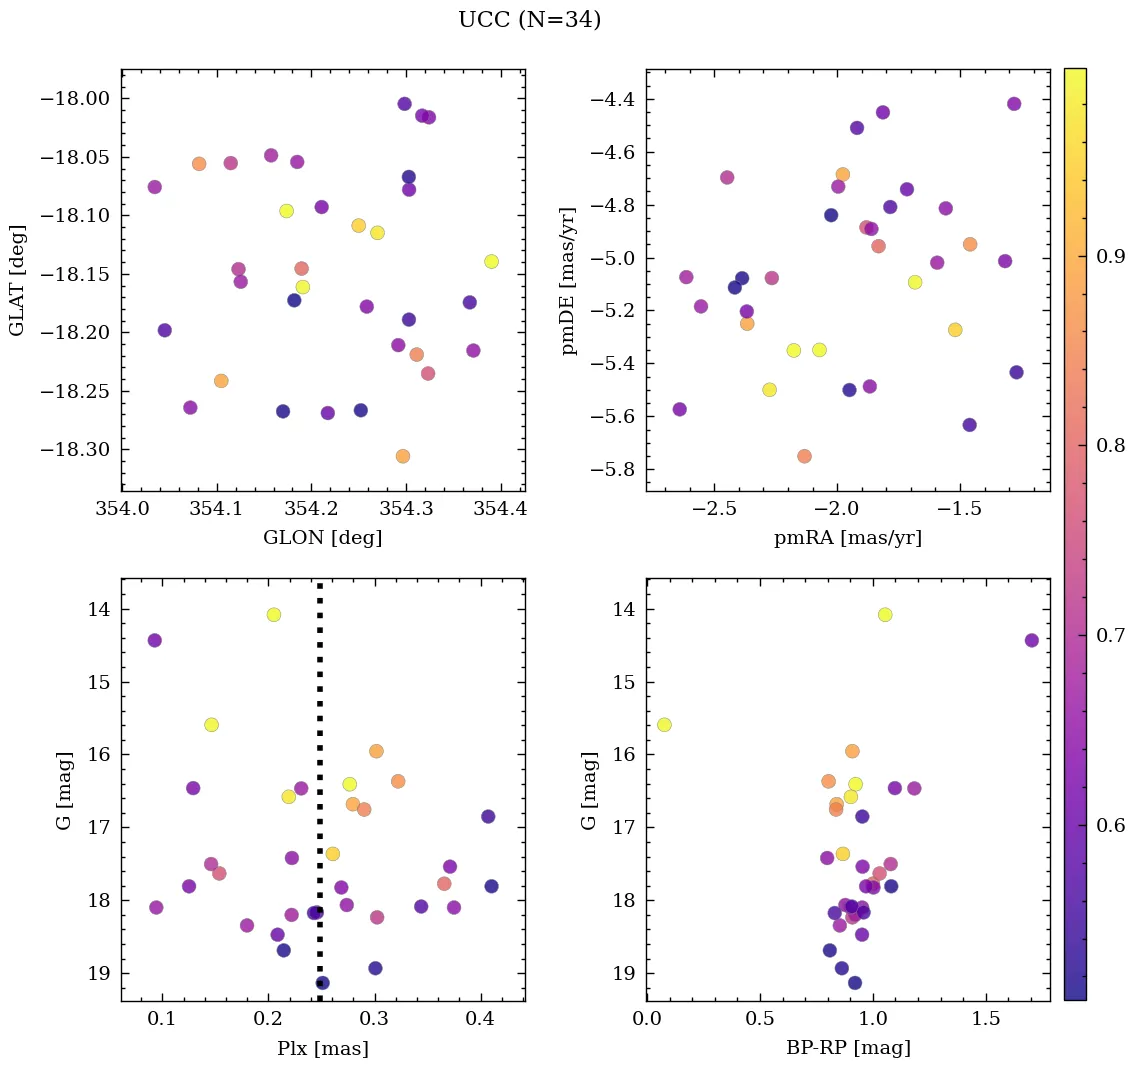 UCC (N=34)
−18.00
−18.05
−18.10
−18.15
−18.20
−18.25
−18.30
GLAT [deg]
354.0 354.1 354.2 354.3 354.4
GLON [deg]
−4.4
−4.6
−4.8
−5.0
−5.2
−5.4
−5.6
−5.8
pmDE [mas/yr]
−2.5 −2.0 −1.5
pmRA [mas/yr]
0.9
0.8
0.7
0.6
14
15
16
17
18
19
G [mag]
0.1 0.2 0.3 0.4
Plx [mas]
14
15
16
17
18
19
G [mag]
0.0 0.5 1.0 1.5
BP-RP [mag]